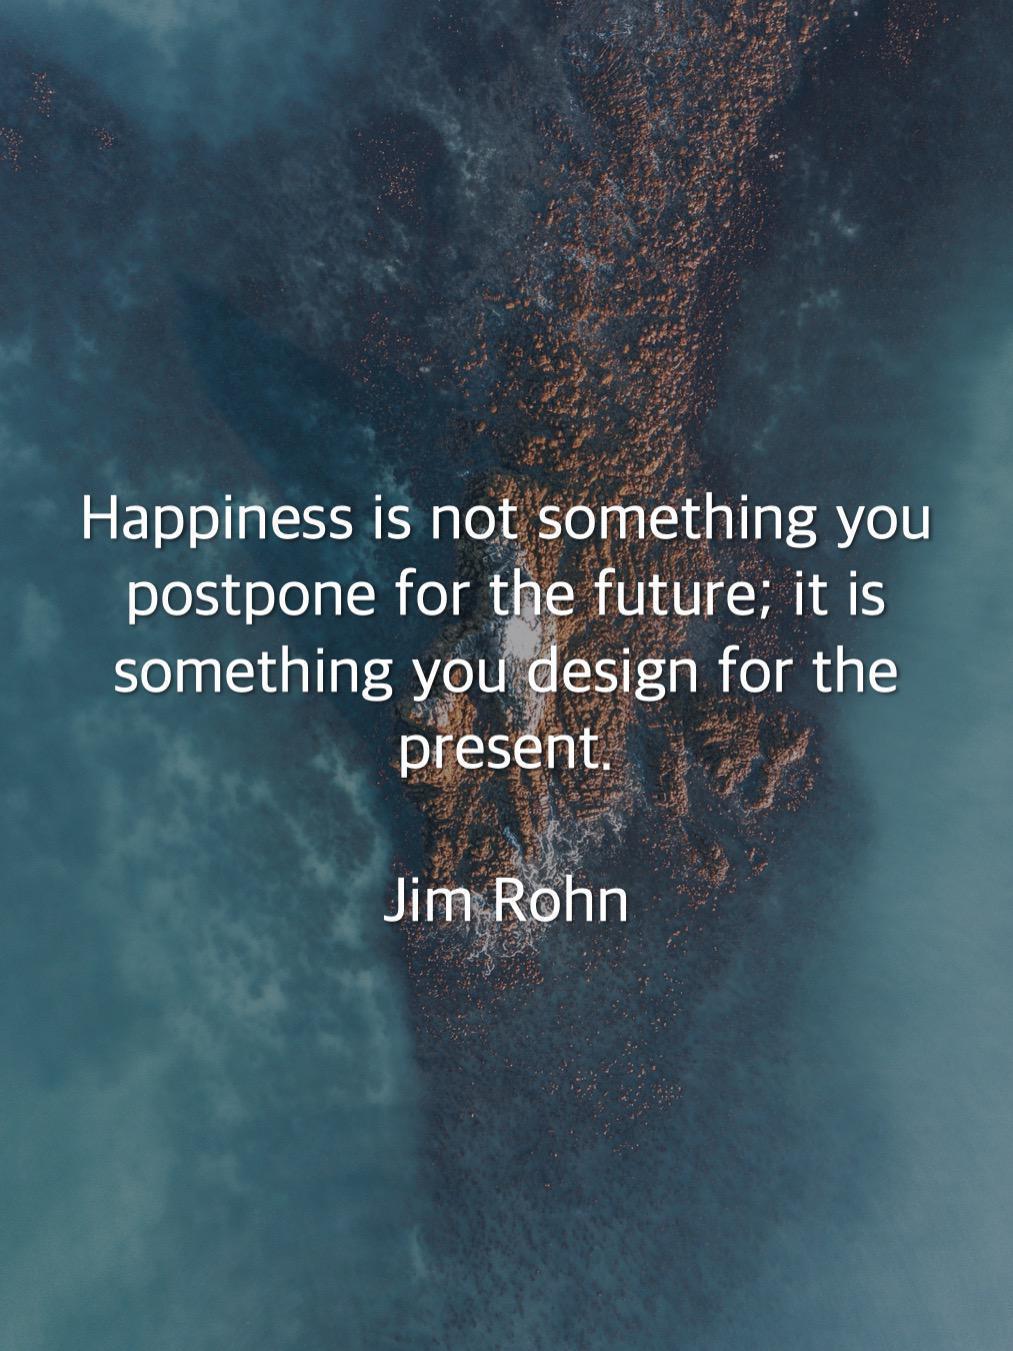 Happiness is not something you
postpone for the future; it is
something you design for the
present.
Jim Rohn